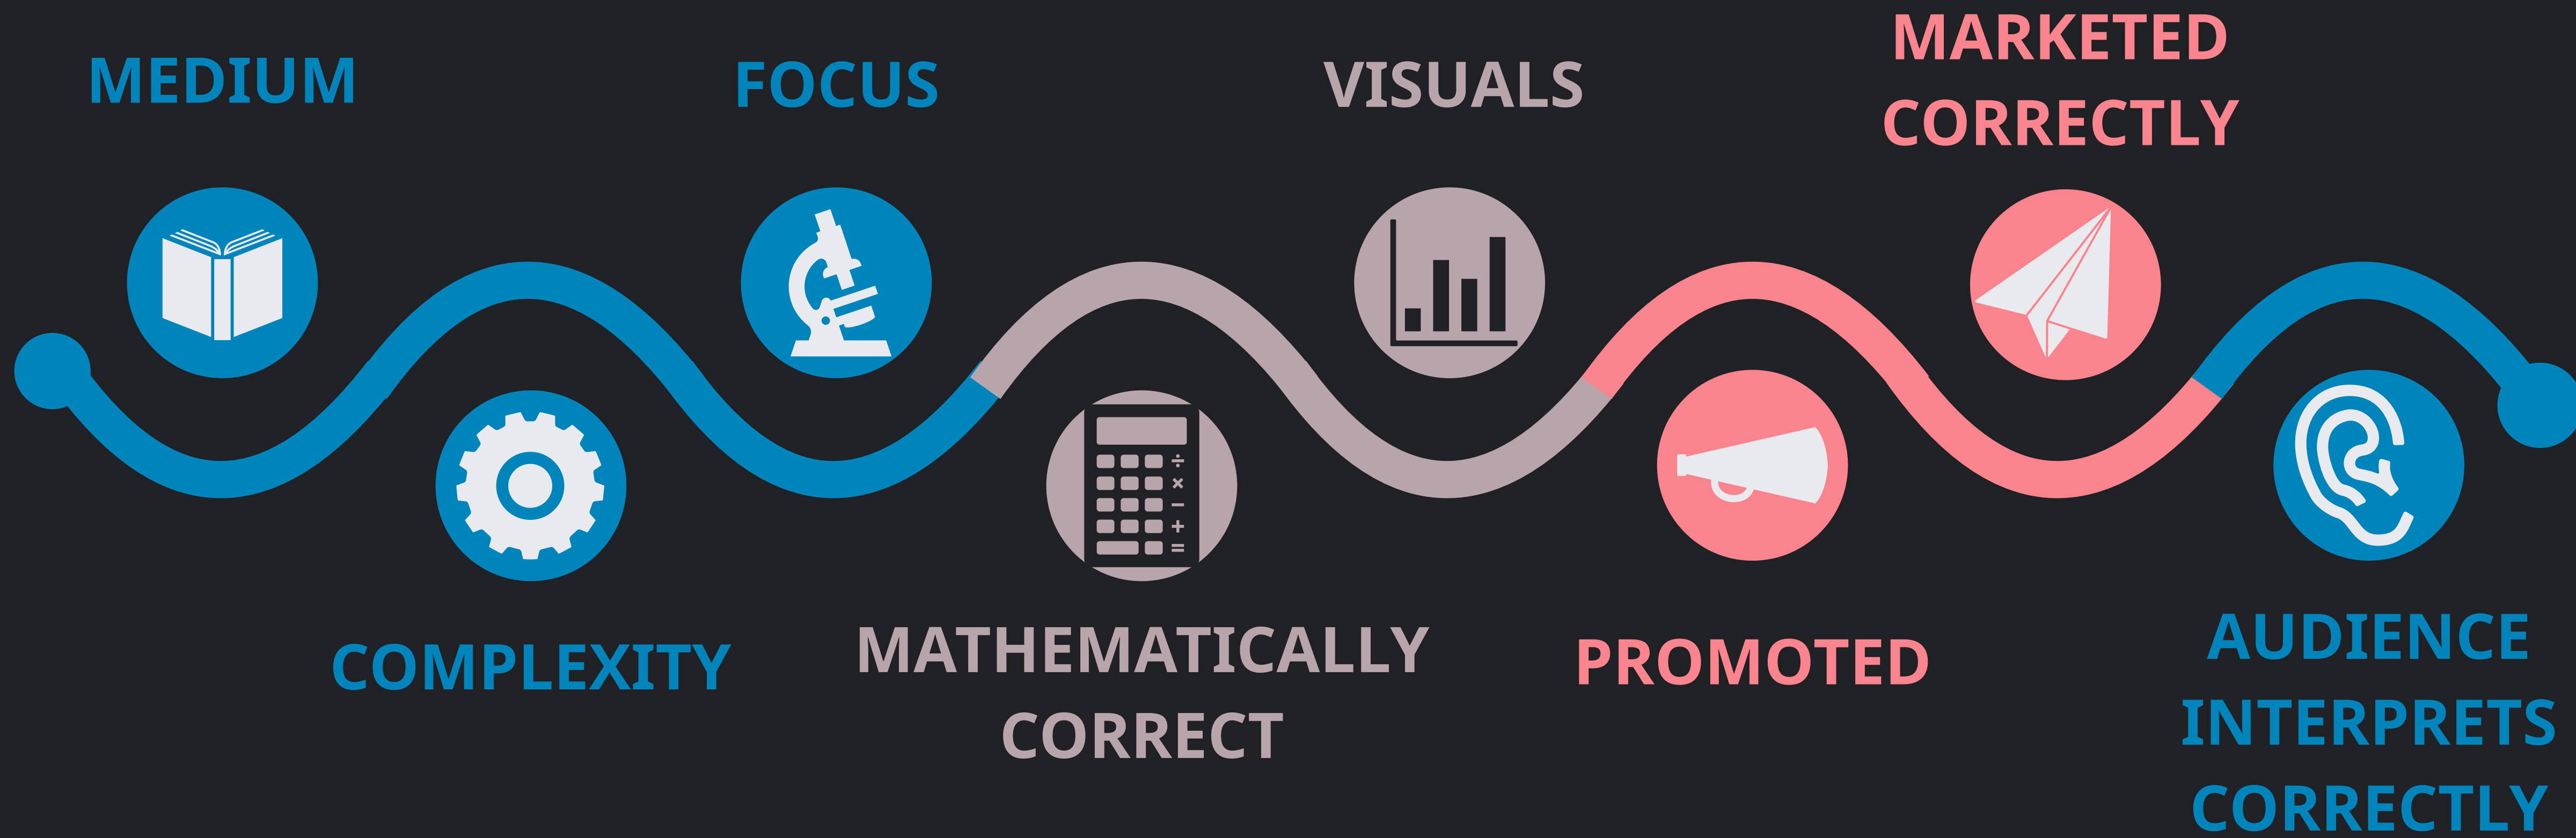 MEDIUM
COMPLEXITY
FOCUS
MATHEMATICALLY
CORRECT
÷
×
−
+
=
VISUALS
PROMOTED
MARKETED
CORRECTLY
AUDIENCE
INTERPRETS
CORRECTLY